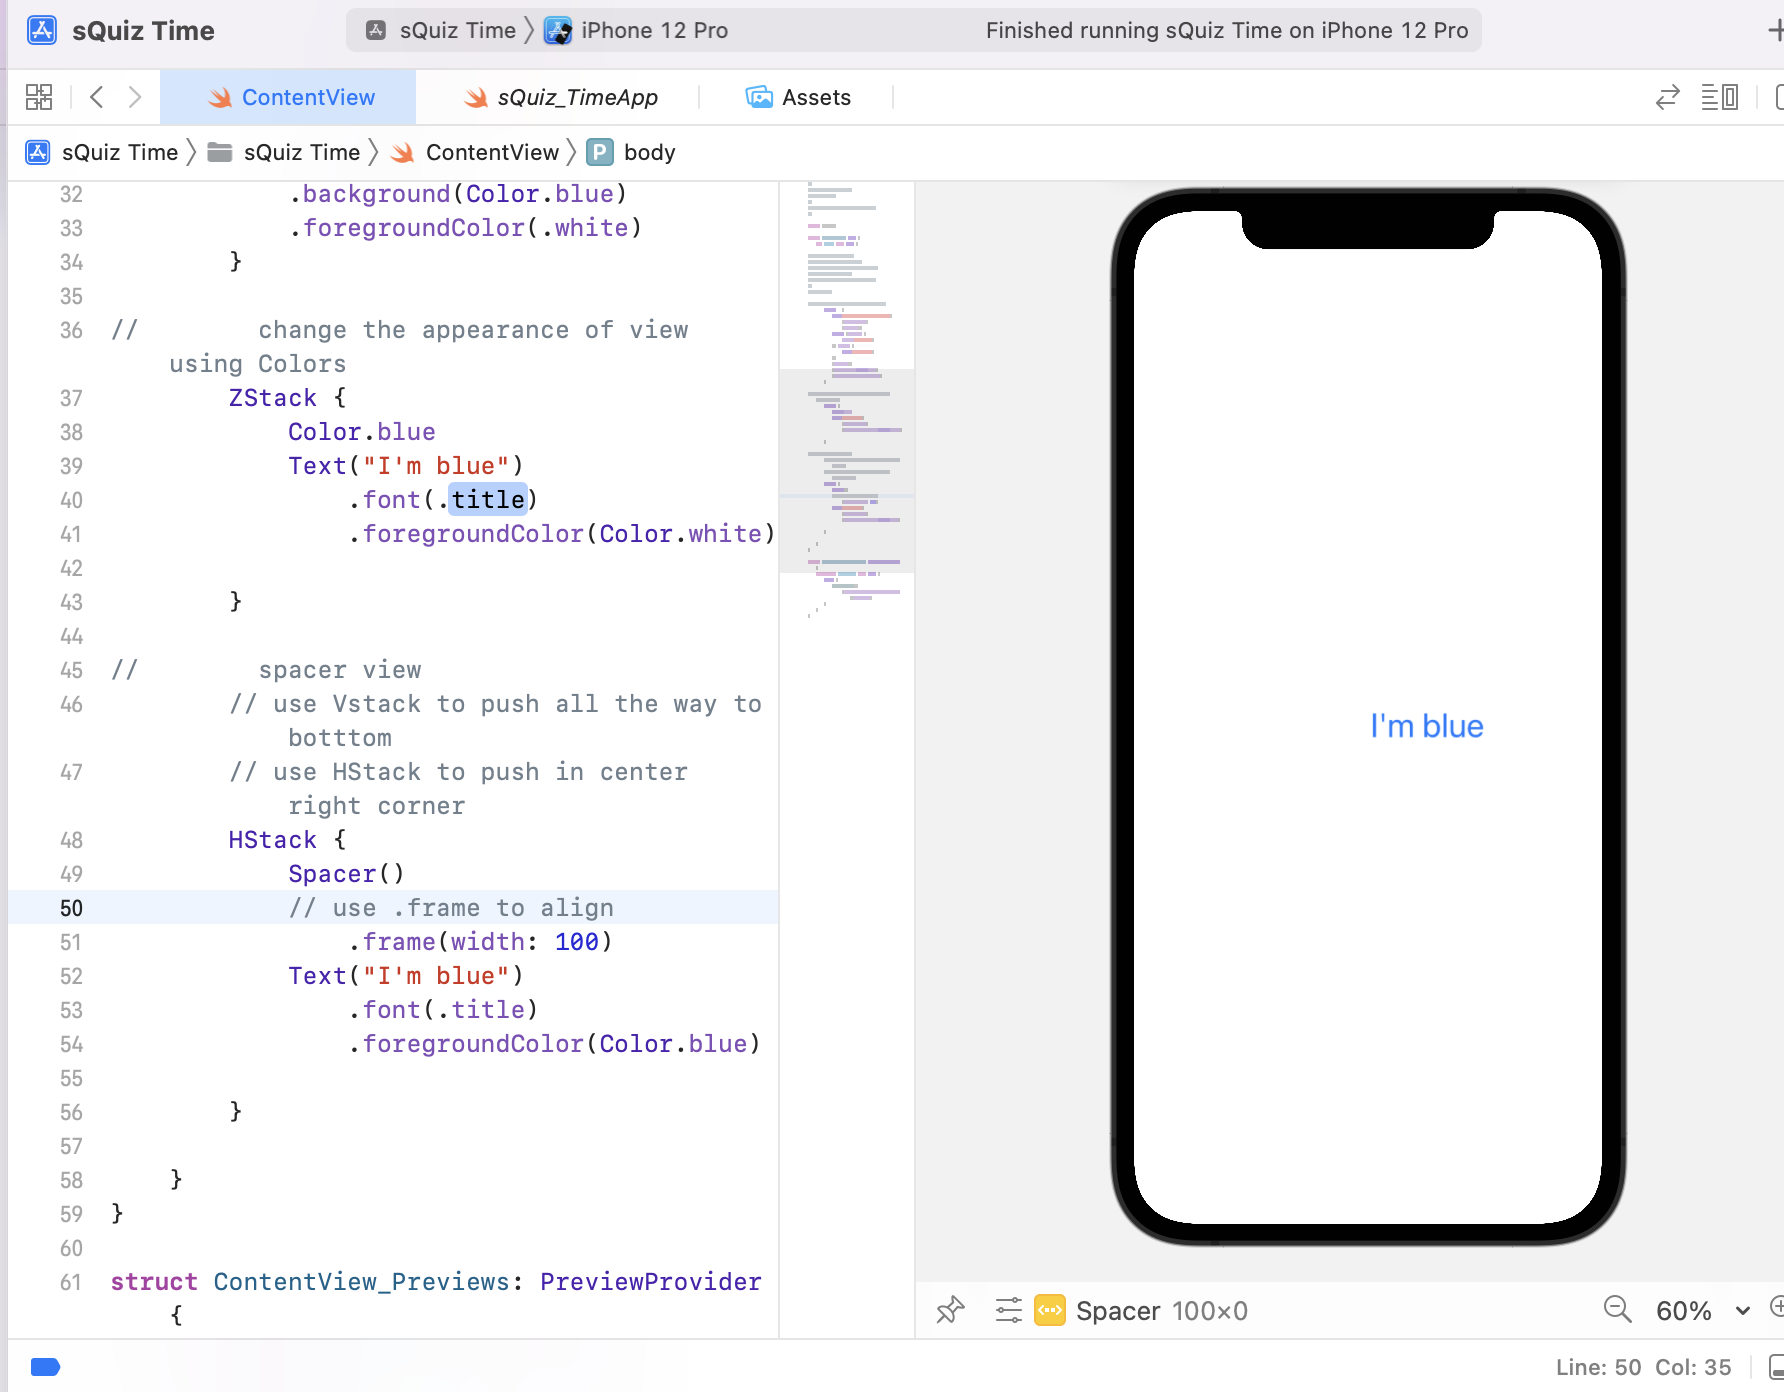 sQuiz Time
sQuiz Time 〉 iPhone 12 Pro
Finished running sQuiz Time on iPhone 12 Pro
ContentView
sQuiz_TimeApp
Assets
sQuiz Time 〉 sQuiz Time 〉 ContentView 〉 P body
32 .background(Color.blue)
33 .foregroundColor(.white)
34 }
35
36 // change the appearance of view
using Colors
37 ZStack {
38 Color.blue
39 Text("I'm blue")
40 .font(.title)
41 .foregroundColor(Color.white)
42
43 }
44
45 // spacer view
46 // use Vstack to push all the way to
botttom
47 // use HStack to push in center
right corner
48 HStack {
49 Spacer()
50 // use .frame to align
51 .frame(width: 100)
52 Text("I'm blue")
53 .font(.title)
54 .foregroundColor(Color.blue)
55
56 }
57
58 }
59 }
60
61 struct ContentView_Previews: PreviewProvider
{
I'm blue
Spacer 100×0
60%
Line: 50 Col: 35